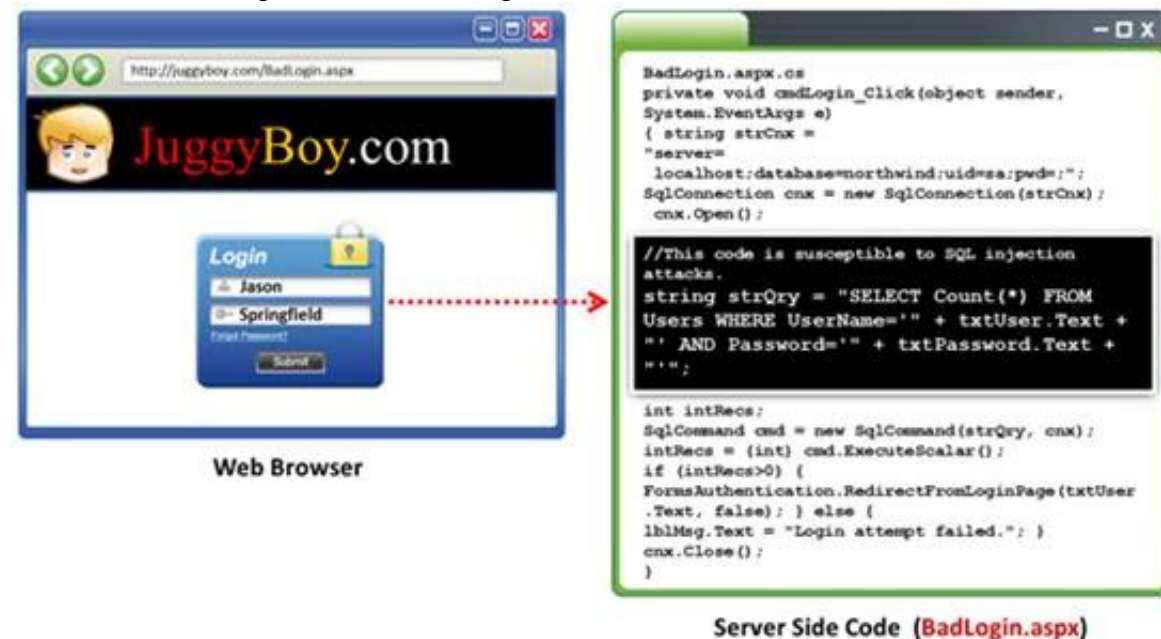 http://juggyboy.com/BadLogin.aspx
JuggyBoy.com
Login
Jason
Springfield
Forgot Password?
Submit
Web Browser
BadLogin.aspx.cs
private void cmdLogin_Click(object sender,
System.EventArgs e)
{ string strCnx =
"server=
localhost;database=northwind;uid=sa;pwd=;";
SqlConnection cnx = new SqlConnection(strCnx);
cnx.Open();
//This code is susceptible to SQL injection
attacks.
string strQry = "SELECT Count(*) FROM
Users WHERE UserName='" + txtUser.Text +
"' AND Password='" + txtPassword.Text +
"'";
int intRecs;
SqlCommand cmd = new SqlCommand(strQry, cnx);
intRecs = (int) cmd.ExecuteScalar();
if (intRecs>0) {
FormsAuthentication.RedirectFromLoginPage(txtUser
.Text, false); } else {
lblMsg.Text = "Login attempt failed."; }
cnx.Close();
}
Server Side Code (BadLogin.aspx)